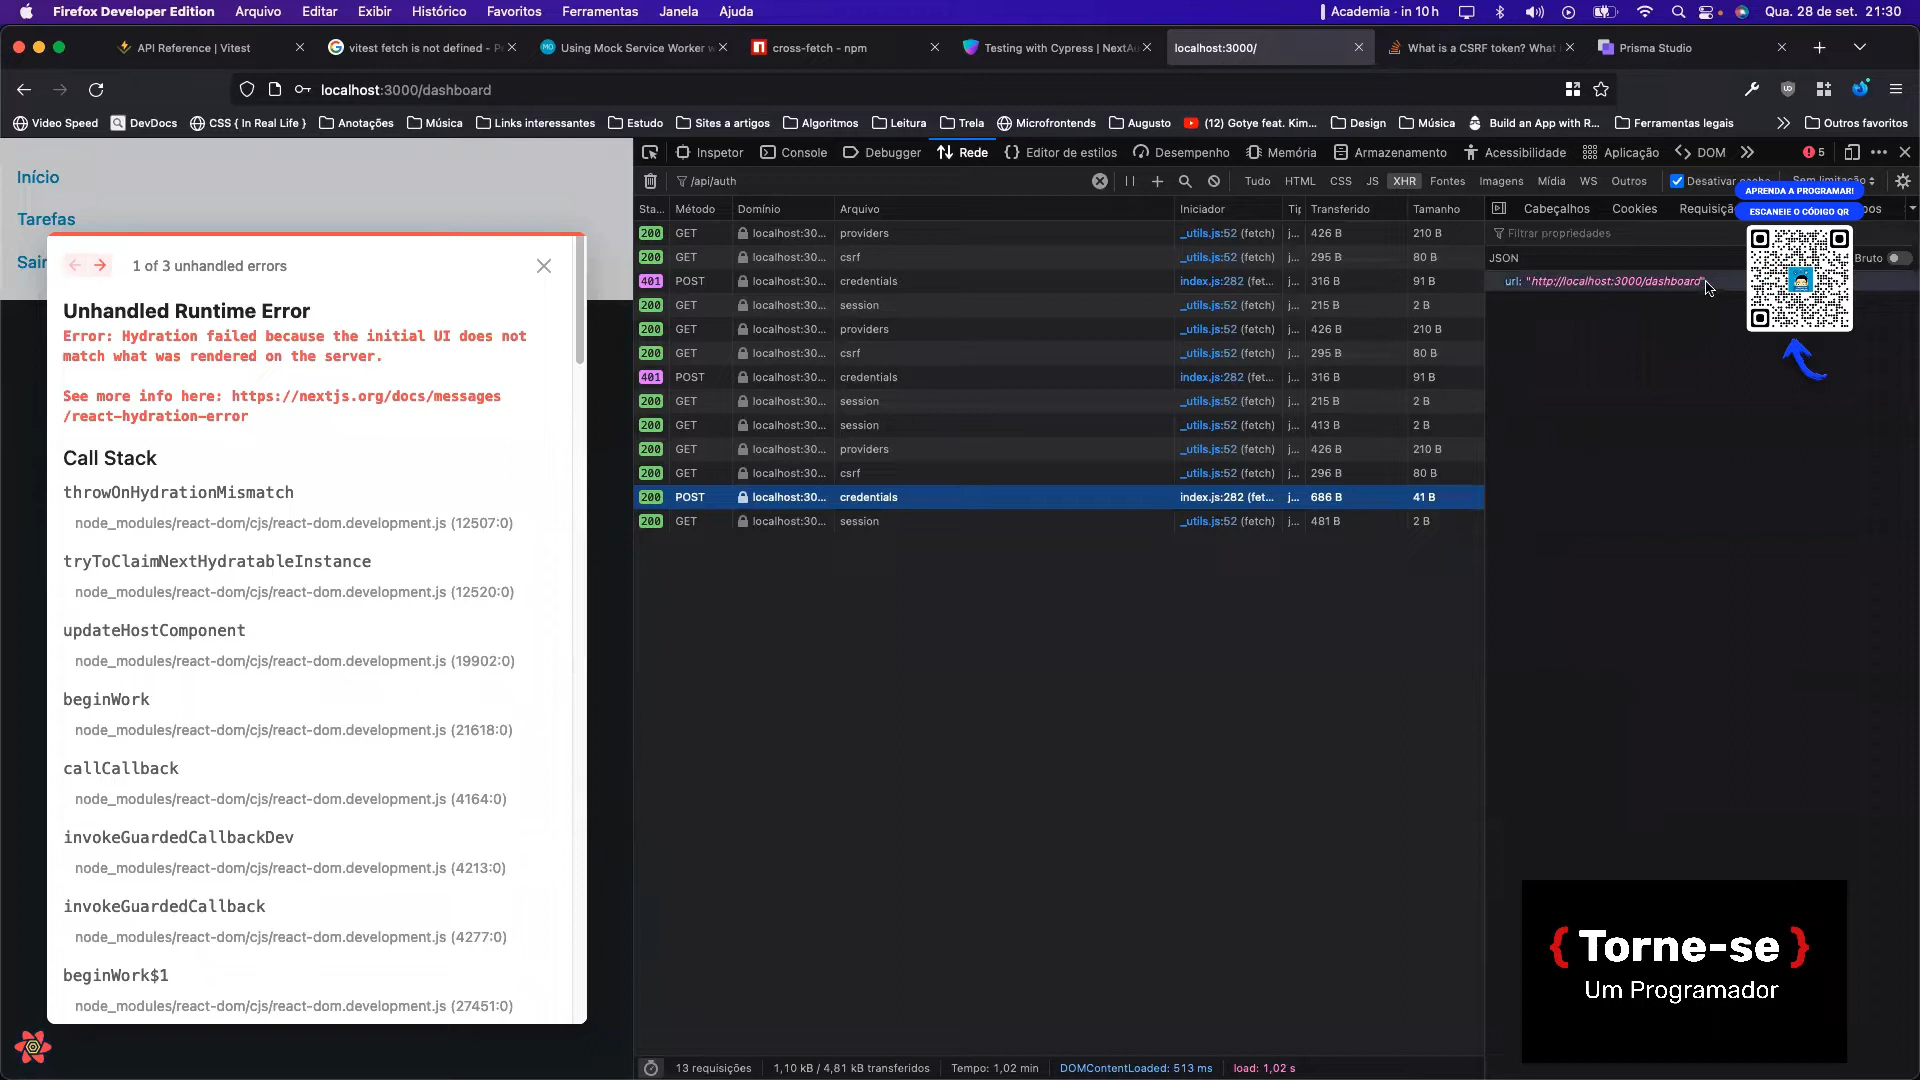 Firefox Developer Edition Arquivo Editar Exibir Histórico Favoritos Ferramentas Janela Ajuda Academia · in 10 h Qua. 28 de set. 21:30
API Reference | Vitest
vitest fetch is not defined - P
Using Mock Service Worker
cross-fetch - npm
Testing with Cypress | NextA
localhost:3000/
What is a CSRF token? What
Prisma Studio
localhost:3000/dashboard
Video Speed DevDocs CSS { In Real Life } Anotações Música Links interessantes Estudo Sites a artigos Algoritmos Leitura Trela Microfrontends Augusto (12) Gotye feat. Kim... Design Música Build an App with R... Ferramentas legais Outros favoritos
Início
Tarefas
Sair
1 of 3 unhandled errors
Unhandled Runtime Error
Error: Hydration failed because the initial UI does not
match what was rendered on the server.
See more info here: https://nextjs.org/docs/messages
/react-hydration-error
Call Stack
throwOnHydrationMismatch
node_modules/react-dom/cjs/react-dom.development.js (12507:0)
tryToClaimNextHydratableInstance
node_modules/react-dom/cjs/react-dom.development.js (12520:0)
updateHostComponent
node_modules/react-dom/cjs/react-dom.development.js (19902:0)
beginWork
node_modules/react-dom/cjs/react-dom.development.js (21618:0)
callCallback
node_modules/react-dom/cjs/react-dom.development.js (4164:0)
invokeGuardedCallbackDev
node_modules/react-dom/cjs/react-dom.development.js (4213:0)
invokeGuardedCallback
node_modules/react-dom/cjs/react-dom.development.js (4277:0)
beginWork$1
node_modules/react-dom/cjs/react-dom.development.js (27451:0)
Inspetor Console Debugger Rede Editor de estilos Desempenho Memória Armazenamento Acessibilidade Aplicação DOM 5
/api/auth Tudo HTML CSS JS XHR Fontes Imagens Mídia WS Outros Desativar cache Sem limitação
Sta... Método Domínio Arquivo Iniciador Tip Transferido Tamanho
200 GET localhost:30... providers _utils.js:52 (fetch) j... 426 B 210 B
200 GET localhost:30... csrf _utils.js:52 (fetch) j... 295 B 80 B
401 POST localhost:30... credentials index.js:282 (fet... j... 316 B 91 B
200 GET localhost:30... session _utils.js:52 (fetch) j... 215 B 2 B
200 GET localhost:30... providers _utils.js:52 (fetch) j... 426 B 210 B
200 GET localhost:30... csrf _utils.js:52 (fetch) j... 295 B 80 B
401 POST localhost:30... credentials index.js:282 (fet... j... 316 B 91 B
200 GET localhost:30... session _utils.js:52 (fetch) j... 215 B 2 B
200 GET localhost:30... session _utils.js:52 (fetch) j... 413 B 2 B
200 GET localhost:30... providers _utils.js:52 (fetch) j... 426 B 210 B
200 GET localhost:30... csrf _utils.js:52 (fetch) j... 296 B 80 B
200 POST localhost:30... credentials index.js:282 (fet... j... 686 B 41 B
200 GET localhost:30... session _utils.js:52 (fetch) j... 481 B 2 B
13 requisições 1,10 kB / 4,81 kB transferidos Tempo: 1,02 min DOMContentLoaded: 513 ms load: 1,02 s
Cabeçalhos Cookies Requisiçã
Filtrar propriedades
JSON Bruto
url: "http://localhost:3000/dashboard"
APRENDA A PROGRAMAR!
ESCANEIE O CÓDIGO QR
{ Torne-se }
Um Programador